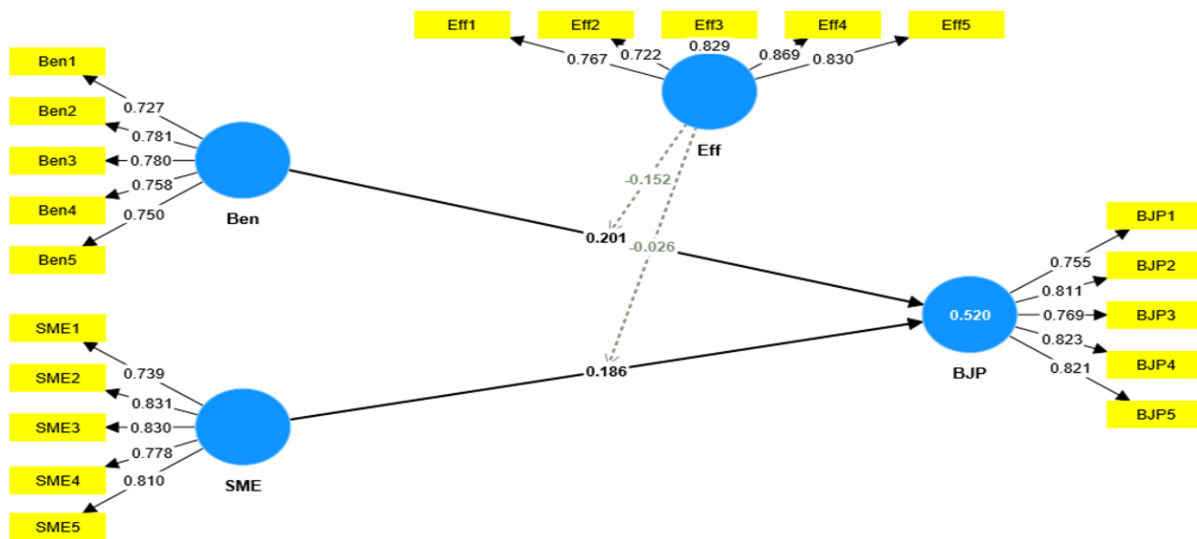 Eff1
Eff2
Eff3
Eff4
Eff5
0.767
0.722
0.829
0.869
0.830
Eff
Ben1
Ben2
Ben3
Ben4
Ben5
0.727
0.781
0.780
0.758
0.750
Ben
-0.152
0.201
-0.026
0.186
SME1
SME2
SME3
SME4
SME5
0.739
0.831
0.830
0.778
0.810
SME
0.520
BJP
0.755
0.811
0.769
0.823
0.821
BJP1
BJP2
BJP3
BJP4
BJP5